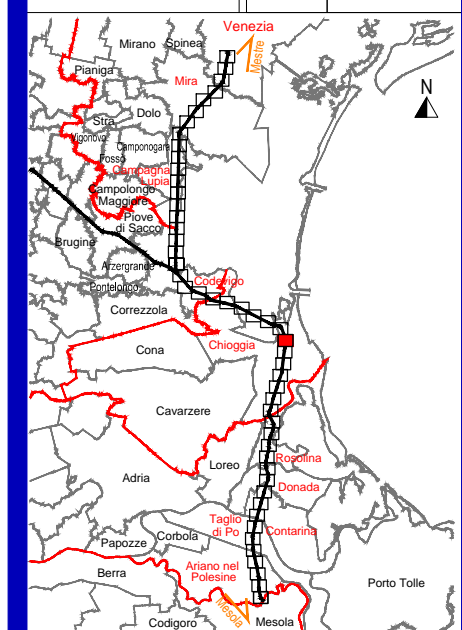 Venezia
Mirano
Spinea
Mestre
Pianiga
Mira
Dolo
Stra
Vigonovo
Camponogara
Fosso
Campagna
Lupia
Campolongo
Maggiore
Piove
di Sacco
Brugine
Arzergrande
Codevigo
Pontelongo
Correzzola
Chioggia
Cona
Cavarzere
Rosolina
Loreo
Adria
Donada
Taglio
di Po
Contarina
Corbola
Papozze
Ariano nel
Polesine
Berra
Porto Tolle
Mesola
Mesola
Codigoro
N